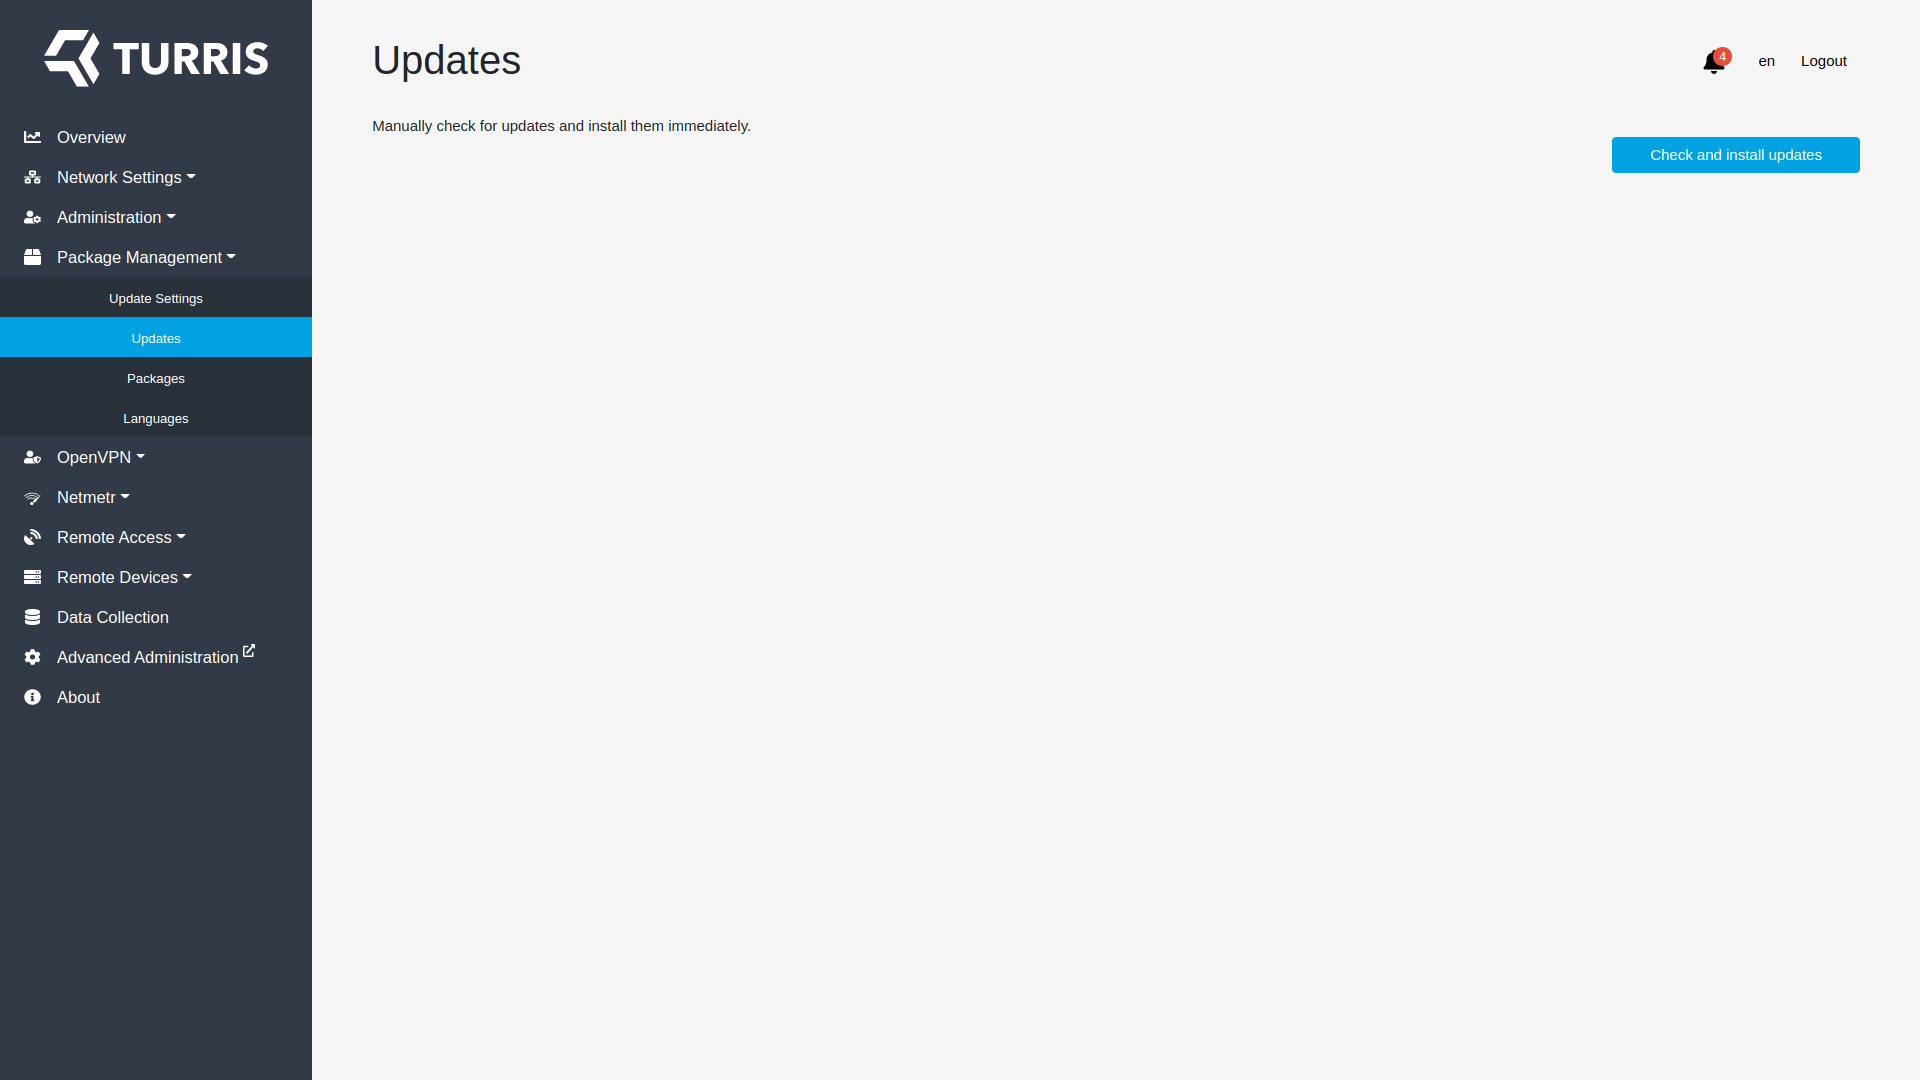 TURRIS
Overview
Network Settings
Administration
Package Management
Update Settings
Updates
Packages
Languages
OpenVPN
Netmetr
Remote Access
Remote Devices
Data Collection
Advanced Administration
About
Updates
4
en
Logout
Manually check for updates and install them immediately.
Check and install updates